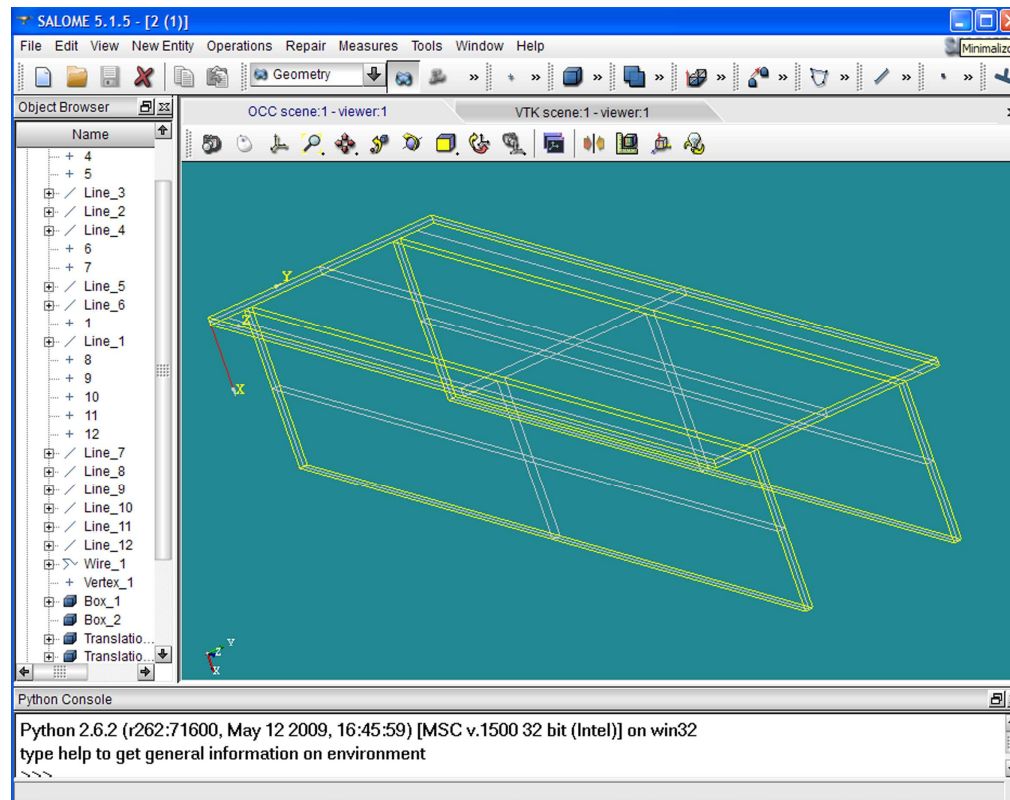 SALOME 5.1.5 - [2 (1)]
File Edit View New Entity Operations Repair Measures Tools Window Help
Minimalizo
Geometry
» » » » » » » » »
Object Browser
OCC scene:1 - viewer:1
VTK scene:1 - viewer:1
Name
4
5
Line_3
Line_2
Line_4
6
7
Line_5
Line_6
1
Line_1
8
9
10
11
12
Line_7
Line_8
Line_9
Line_10
Line_11
Line_12
Wire_1
Vertex_1
Box_1
Box_2
Translatio...
Translatio...
Y
Z
X
Y
Z
X
Python Console
Python 2.6.2 (r262:71600, May 12 2009, 16:45:59) [MSC v.1500 32 bit (Intel)] on win32
type help to get general information on environment
>>>